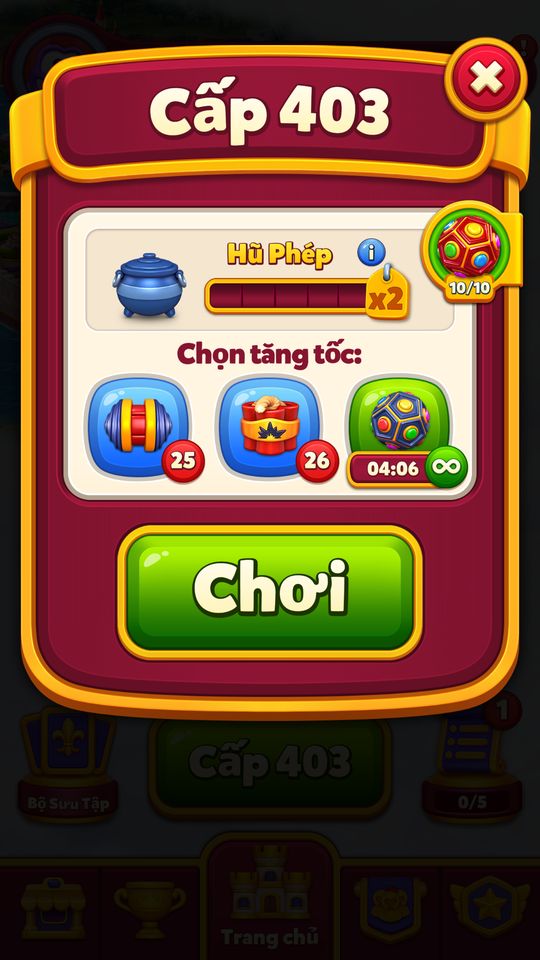 Cấp 403
Hũ Phép
i
x2
10/10
Chọn tăng tốc:
25
26
04:06
∞
Chơi
1
Cấp 403
Bộ Sưu Tập
0/5
Trang chủ